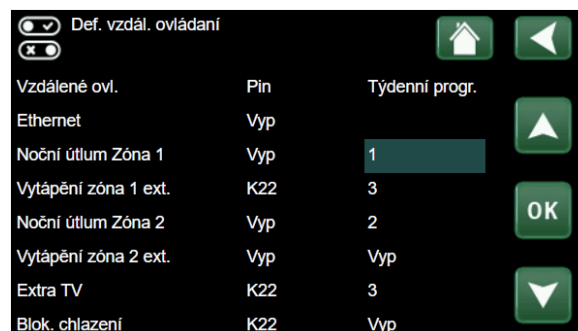 Def. vzdál. ovládaní
Vzdálené ovl. Pin Týdenní progr.
Ethernet Vyp
Noční útlum Zóna 1 Vyp 1
Vytápění zóna 1 ext. K22 3
Noční útlum Zóna 2 Vyp 2
Vytápění zóna 2 ext. Vyp Vyp
Extra TV K22 3
Blok. chlazení K22 Vyp
OK